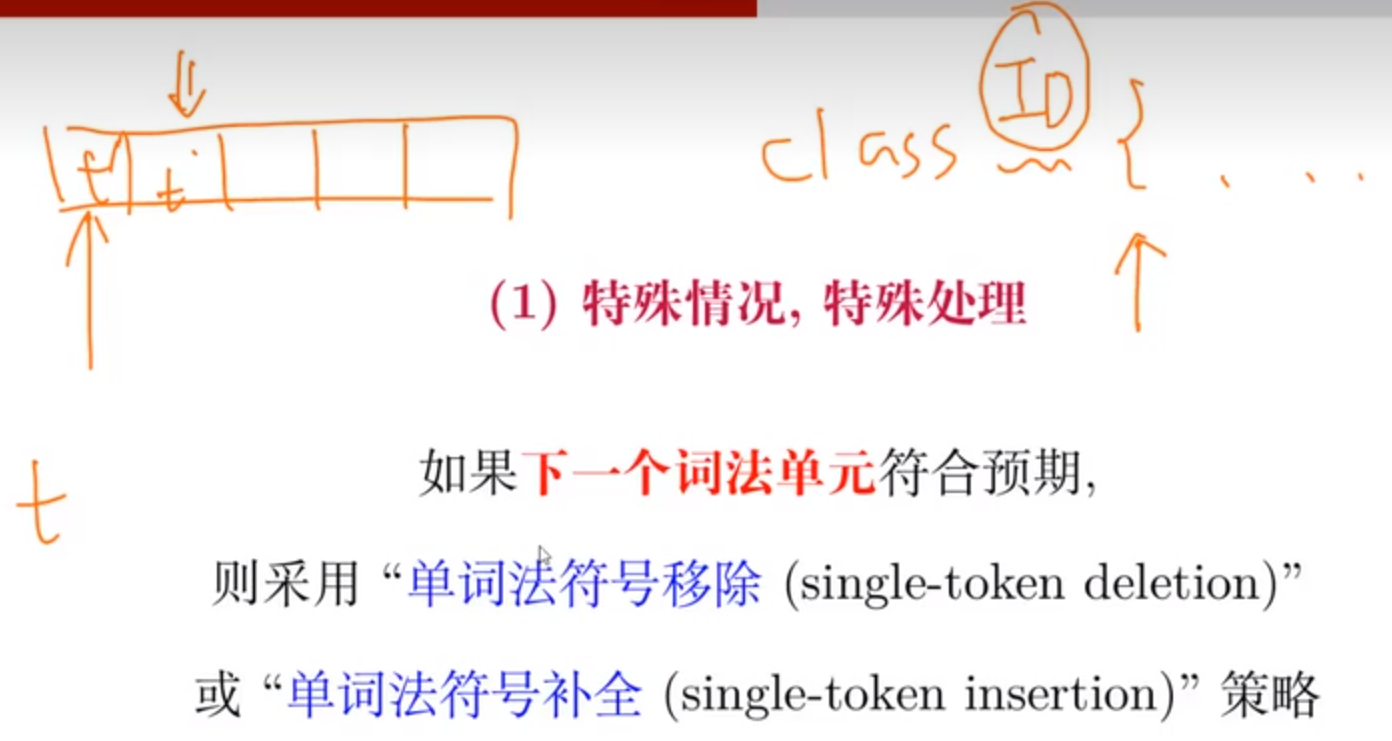 class ID { . . .
t' t
(1) 特殊情况, 特殊处理
如果下一个词法单元符合预期,
t
则采用 “单词法符号移除 (single-token deletion)”
或 “单词法符号补全 (single-token insertion)” 策略